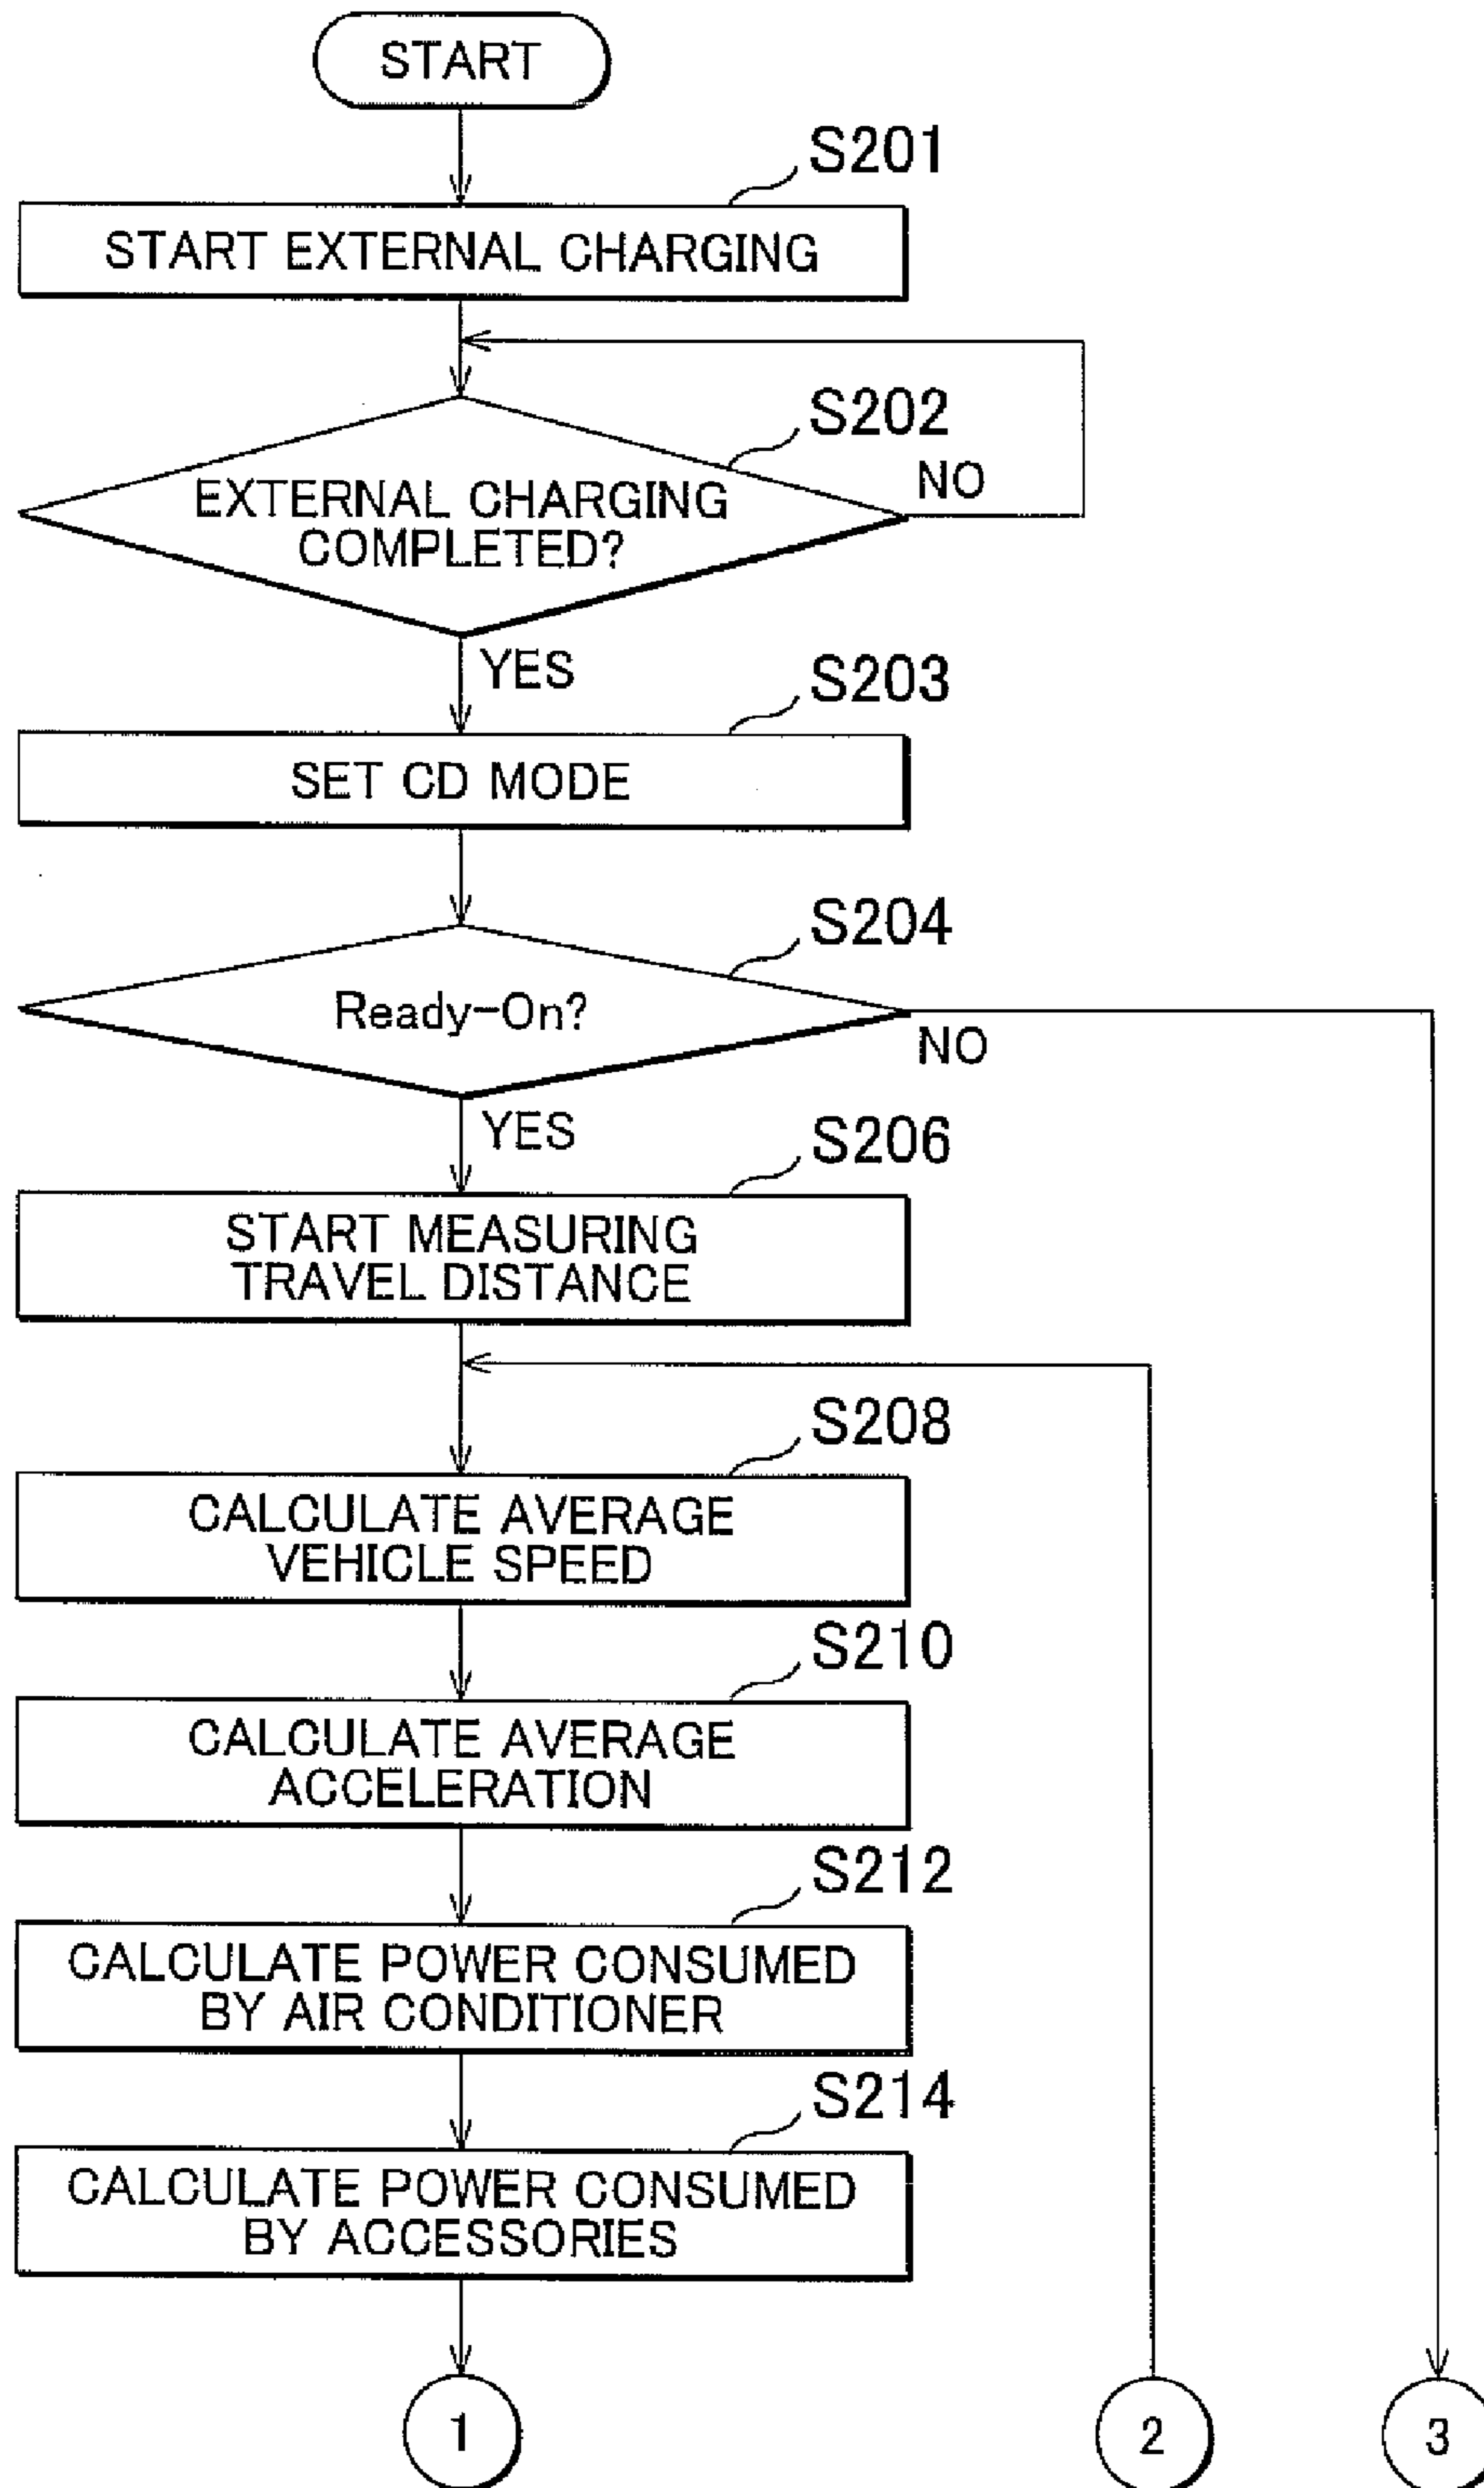 START
S201
START EXTERNAL CHARGING
S202
EXTERNAL CHARGING
COMPLETED?
NO
YES
S203
SET CD MODE
S204
Ready-On?
NO
YES
S206
START MEASURING
TRAVEL DISTANCE
S208
CALCULATE AVERAGE
VEHICLE SPEED
S210
CALCULATE AVERAGE
ACCELERATION
S212
CALCULATE POWER CONSUMED
BY AIR CONDITIONER
S214
CALCULATE POWER CONSUMED
BY ACCESSORIES
1
2
3